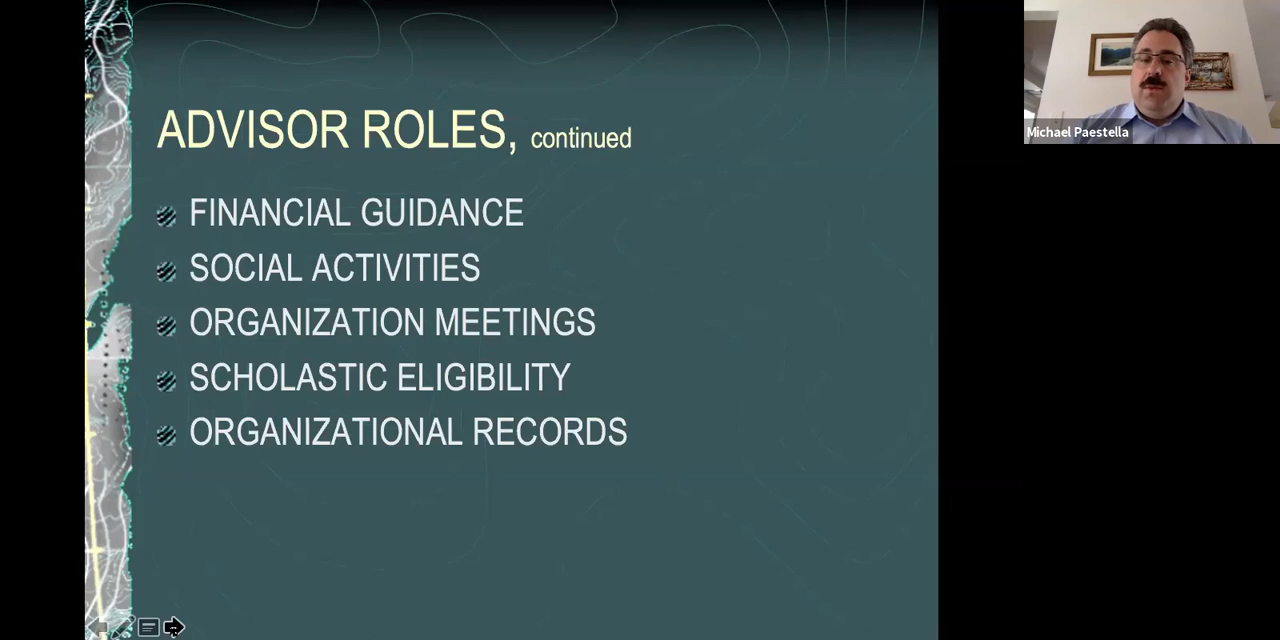 ADVISOR ROLES, continued
FINANCIAL GUIDANCE
SOCIAL ACTIVITIES
ORGANIZATION MEETINGS
SCHOLASTIC ELIGIBILITY
ORGANIZATIONAL RECORDS
Michael Paestella